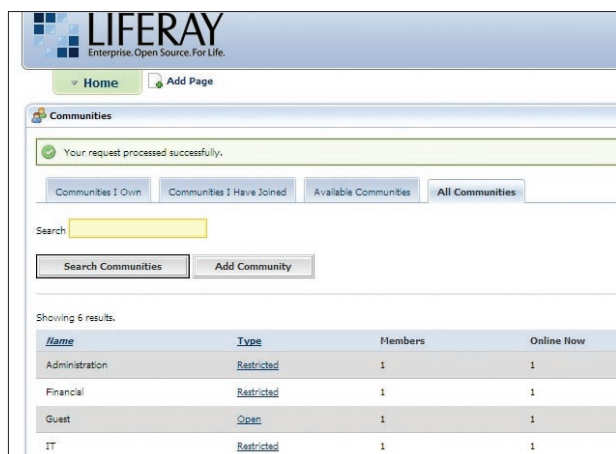 LIFERAY
Enterprise. Open Source. For Life.
Home Add Page
Communities
Your request processed successfully.
Communities I Own Communities I Have Joined Available Communities All Communities
Search
Search Communities Add Community
Showing 6 results.
Name Type Members Online Now
Administration Restricted 1 1
Financial Restricted 1 1
Guest Open 1 1
IT Restricted 1 1